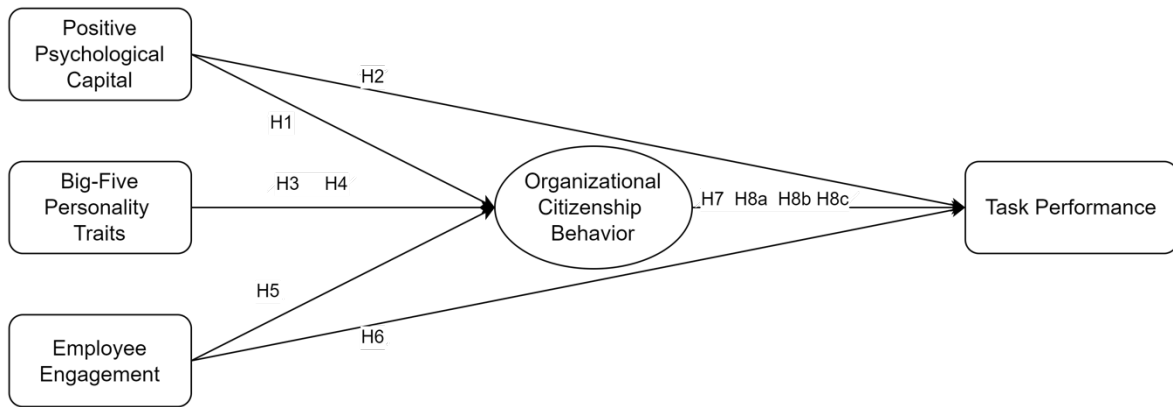 Positive
Psychological
Capital
H2
H1
Big-Five
Personality
Traits
H3 H4
Organizational
Citizenship
Behavior
H7 H8a H8b H8c
Task Performance
H5
H6
Employee
Engagement